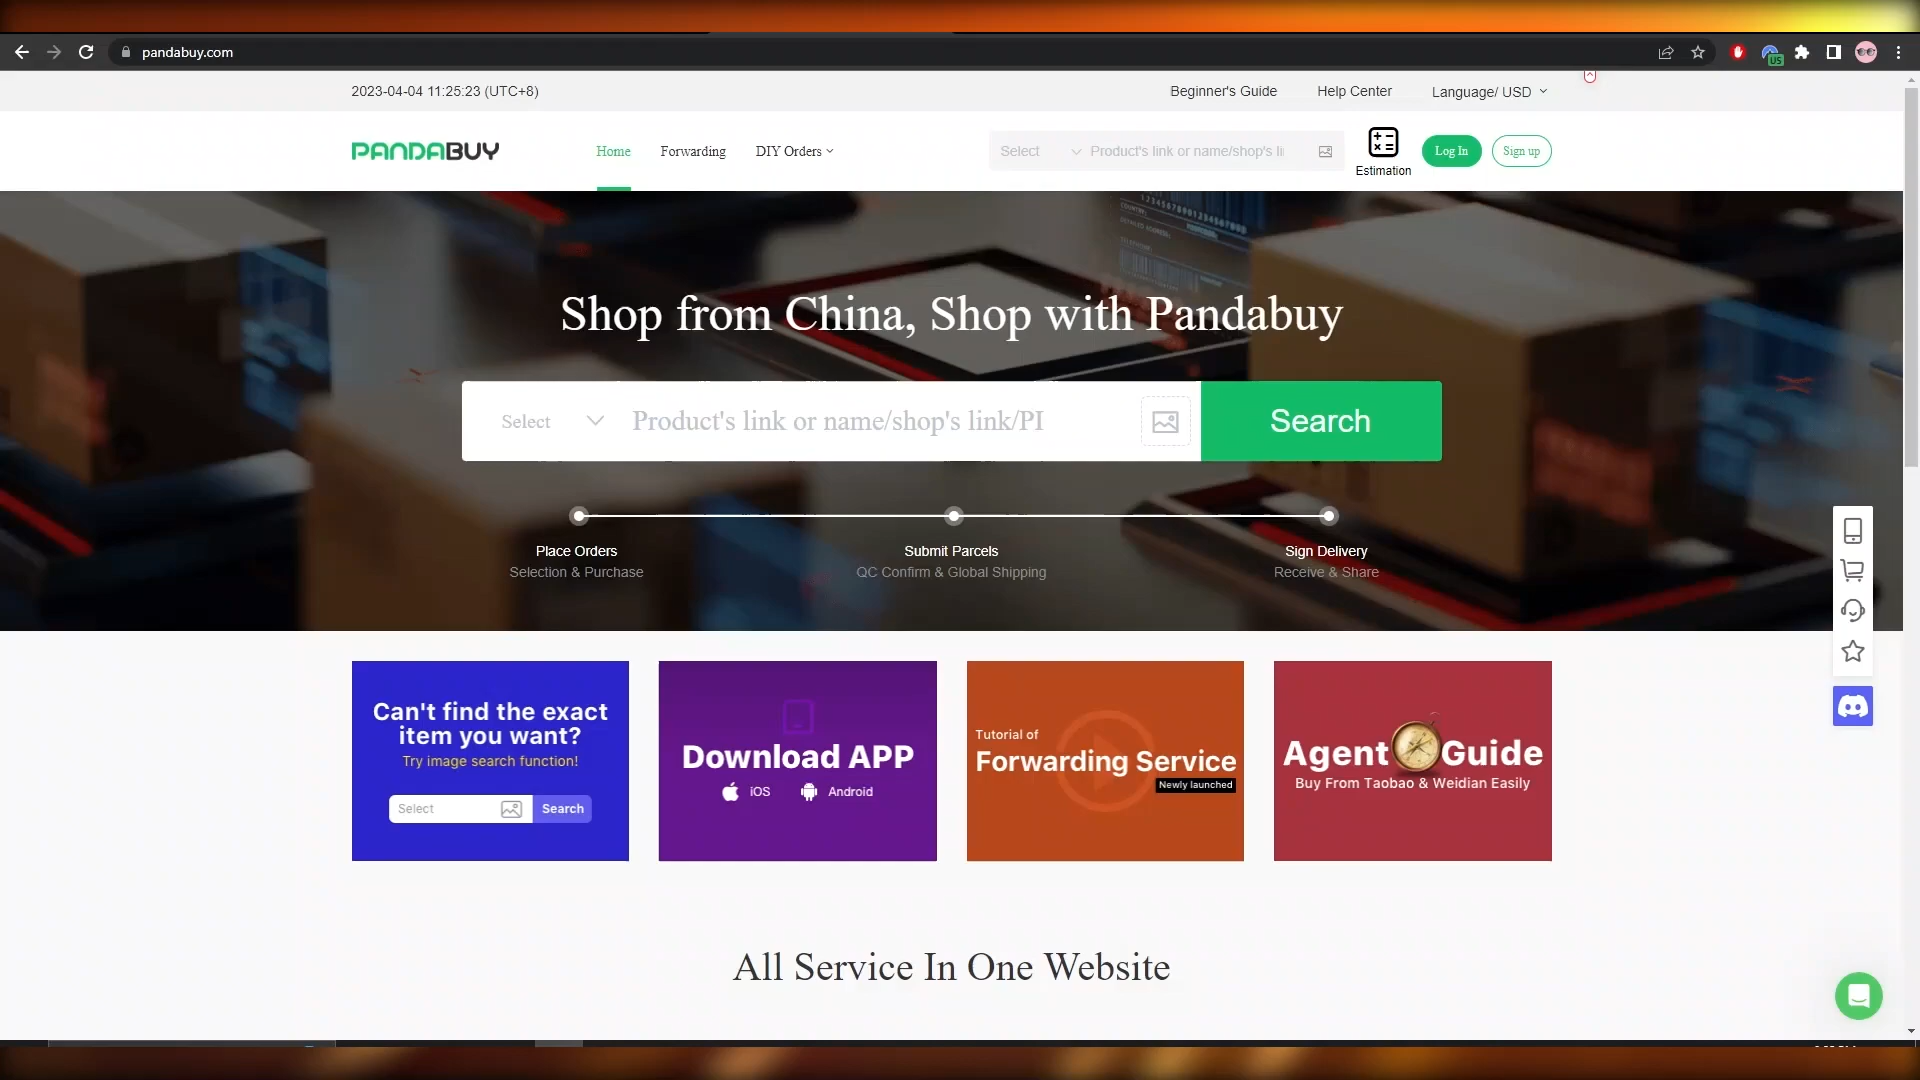 pandabuy.com
US
2023-04-04 11:25:23 (UTC+8)
Beginner's Guide
Help Center
Language/ USD
PANDABUY
Home
Forwarding
DIY Orders
Select
Product's link or name/shop's li
Estimation
Log In
Sign up
Shop from China, Shop with Pandabuy
Select
Product's link or name/shop's link/PI
Search
Place Orders
Selection & Purchase
Submit Parcels
QC Confirm & Global Shipping
Sign Delivery
Receive & Share
Can't find the exact
item you want?
Try image search function!
Select
Search
Download APP
iOS
Android
Tutorial of
Forwarding Service
Newly launched
Agent Guide
Buy From Taobao & Weidian Easily
All Service In One Website